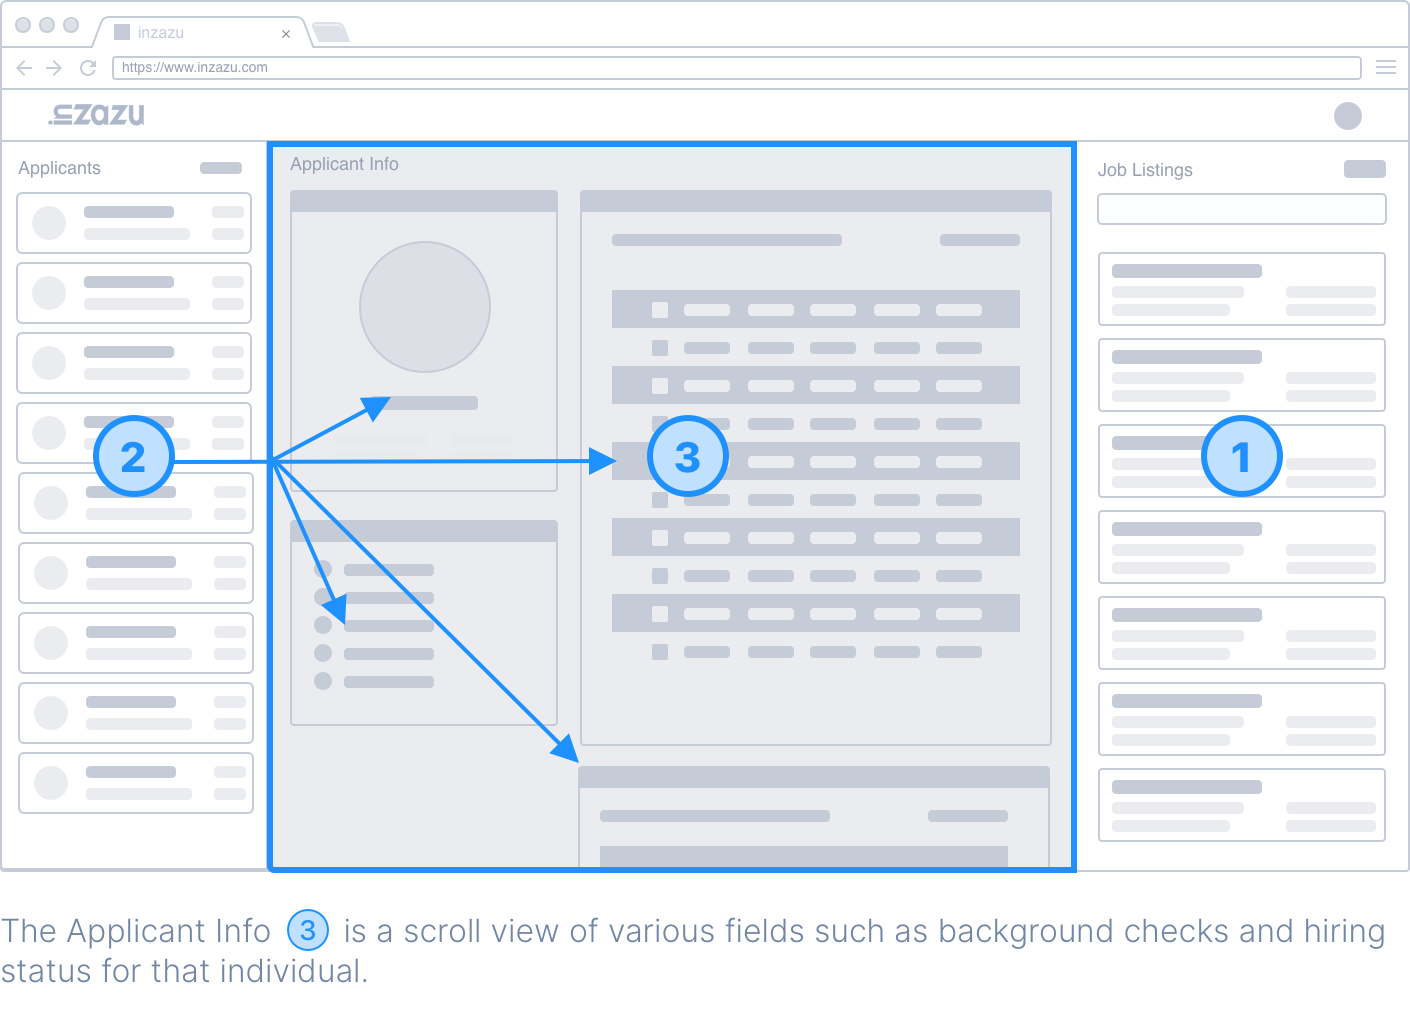 inzazu ×
https://www.inzazu.com
.inzazu
Applicants
Applicant Info
Job Listings
2
3
1
The Applicant Info 3 is a scroll view of various fields such as background checks and hiring
status for that individual.